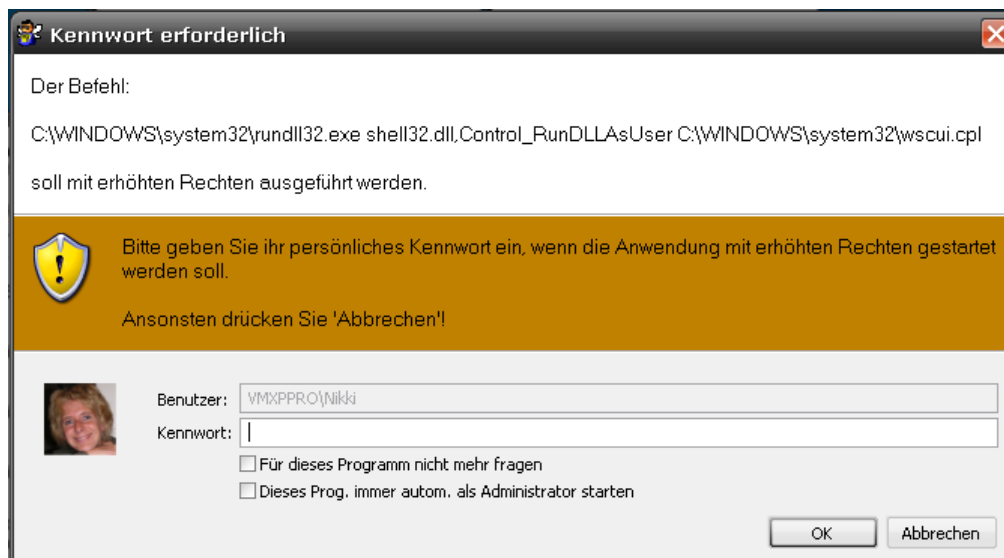 Kennwort erforderlich
Der Befehl:
C:\WINDOWS\system32\rundll32.exe shell32.dll,Control_RunDLLAsUser C:\WINDOWS\system32\wscui.cpl
soll mit erhöhten Rechten ausgeführt werden.
Bitte geben Sie ihr persönliches Kennwort ein, wenn die Anwendung mit erhöhten Rechten gestartet
werden soll.
Ansonsten drücken Sie 'Abbrechen'!
Benutzer: VMXPPRO\Nikki
Kennwort:
Für dieses Programm nicht mehr fragen
Dieses Prog. immer autom. als Administrator starten
OK Abbrechen